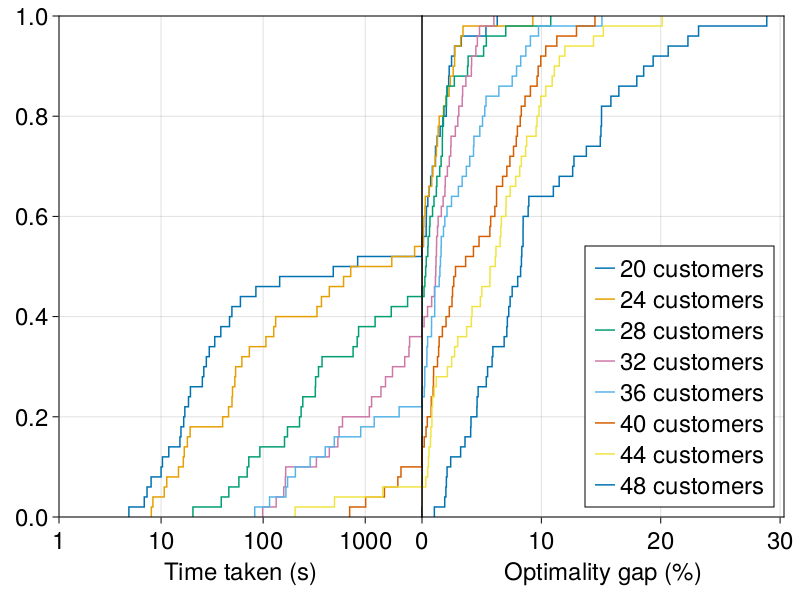 1.0
0.8
0.6
0.4
0.2
0.0
1 10 100 1000 0 10 20 30
Time taken (s) Optimality gap (%)
20 customers
24 customers
28 customers
32 customers
36 customers
40 customers
44 customers
48 customers